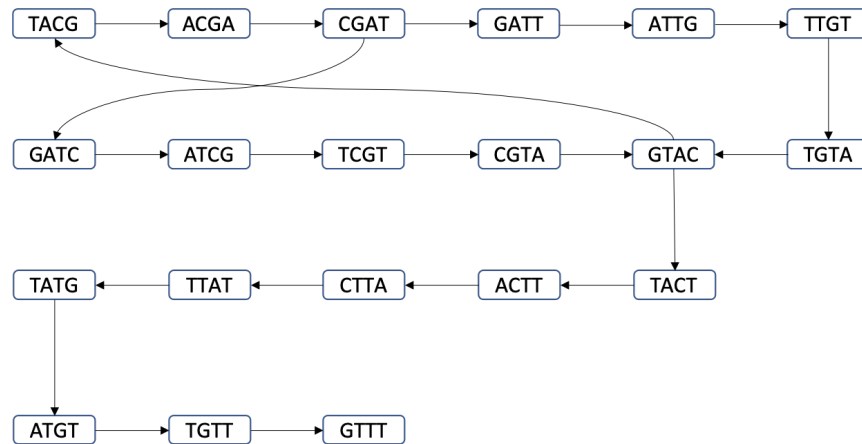 TACG ACGA CGAT GATT ATTG TTGT
GATC ATCG TCGT CGTA GTAC TGTA
TATG TTAT CTTA ACTT TACT
ATGT TGTT GTTT